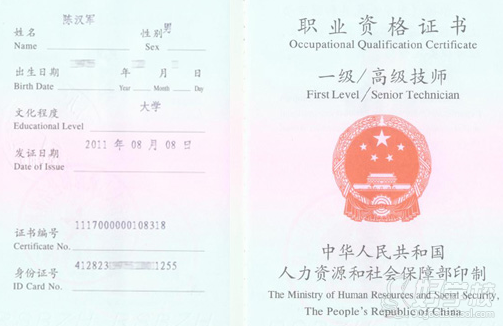 陈汉军
姓名 性别 男
Name Sex
出生日期 年 月 日
Birth Date Year Month Day
文化程度 大学
Educational Level
发证日期 2011 年 08 月 08 日
Date of Issue
证书编号 1117000000108318
Certificate No.
身份证号 412823 1255
ID Card No.
职业资格证书
Occupational Qualification Certificate
一级/高级技师
First Level/Senior Technician
中华人民共和国
人力资源和社会保障部印制
The Ministry of Human Resources and Social Security,
The People's Republic of China